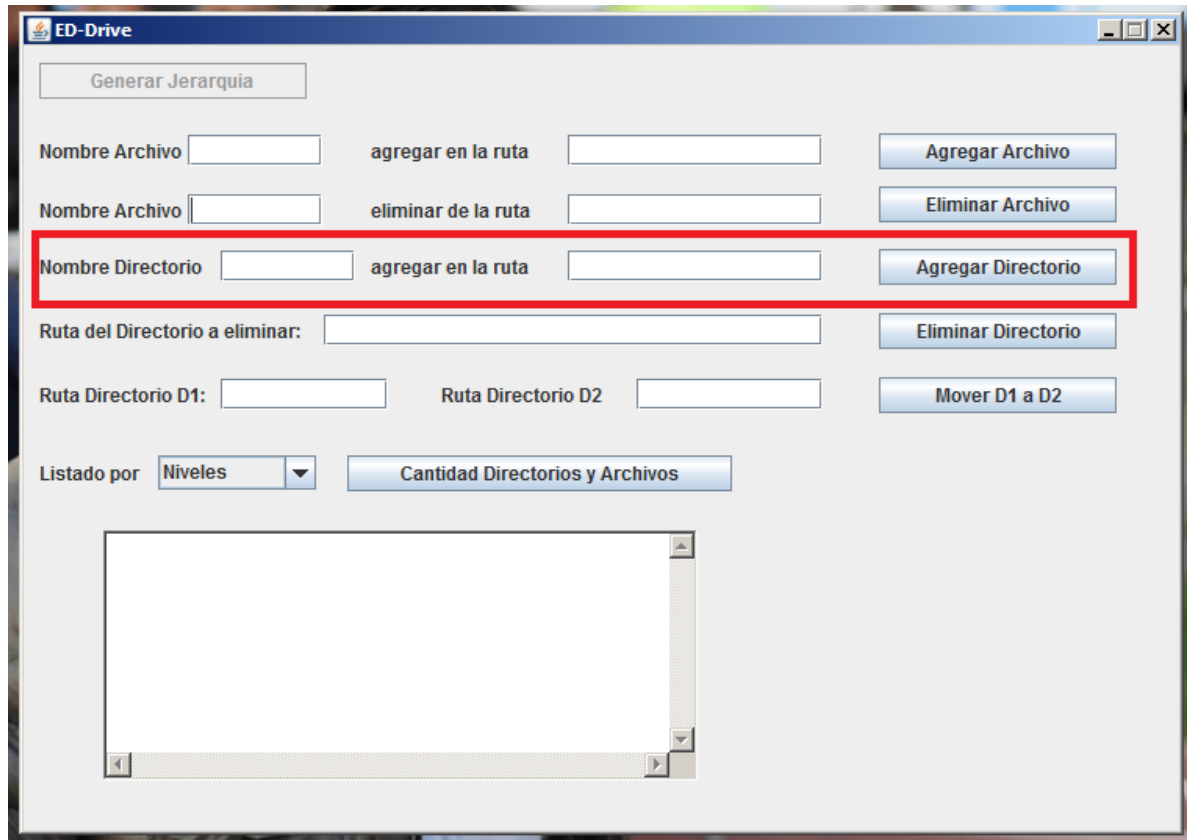 ED-Drive
Generar Jerarquia
Nombre Archivo agregar en la ruta Agregar Archivo
Nombre Archivo eliminar de la ruta Eliminar Archivo
Nombre Directorio agregar en la ruta Agregar Directorio
Ruta del Directorio a eliminar: Eliminar Directorio
Ruta Directorio D1: Ruta Directorio D2 Mover D1 a D2
Listado por Niveles Cantidad Directorios y Archivos